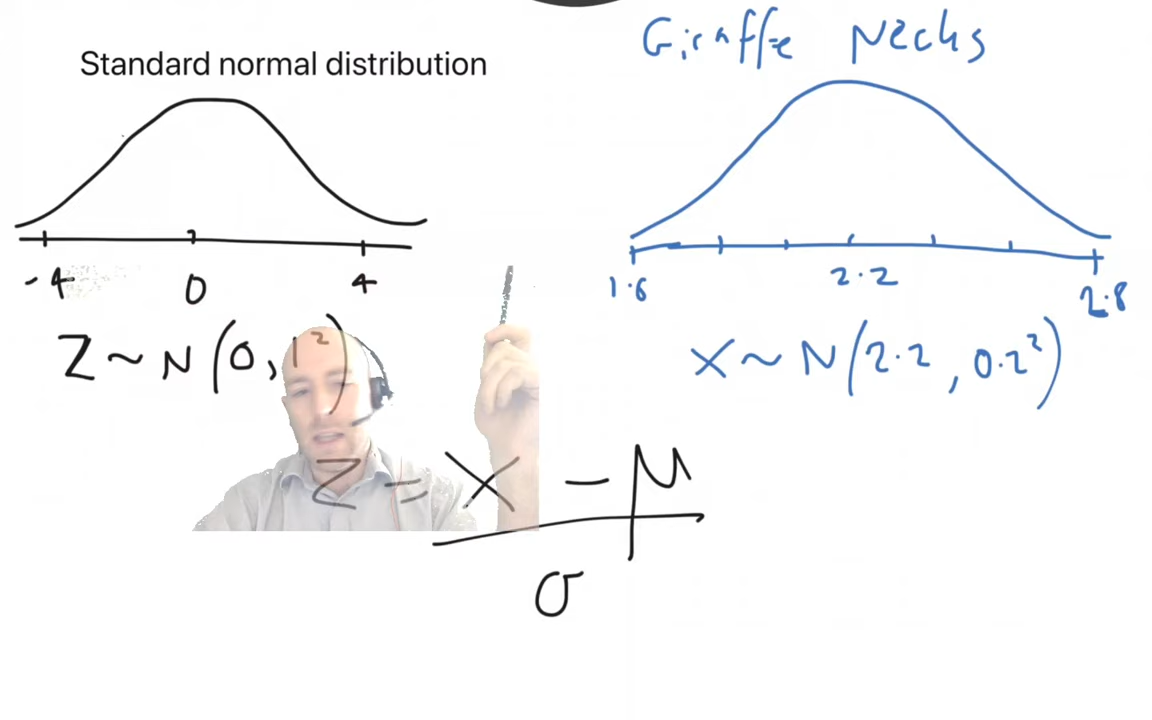 Standard normal distribution
-4 0 4
Z ~ N(0, 1²)
Giraffe Necks
1.6 2.2 2.8
X ~ N(2.2, 0.2²)
Z = X - μ
σ